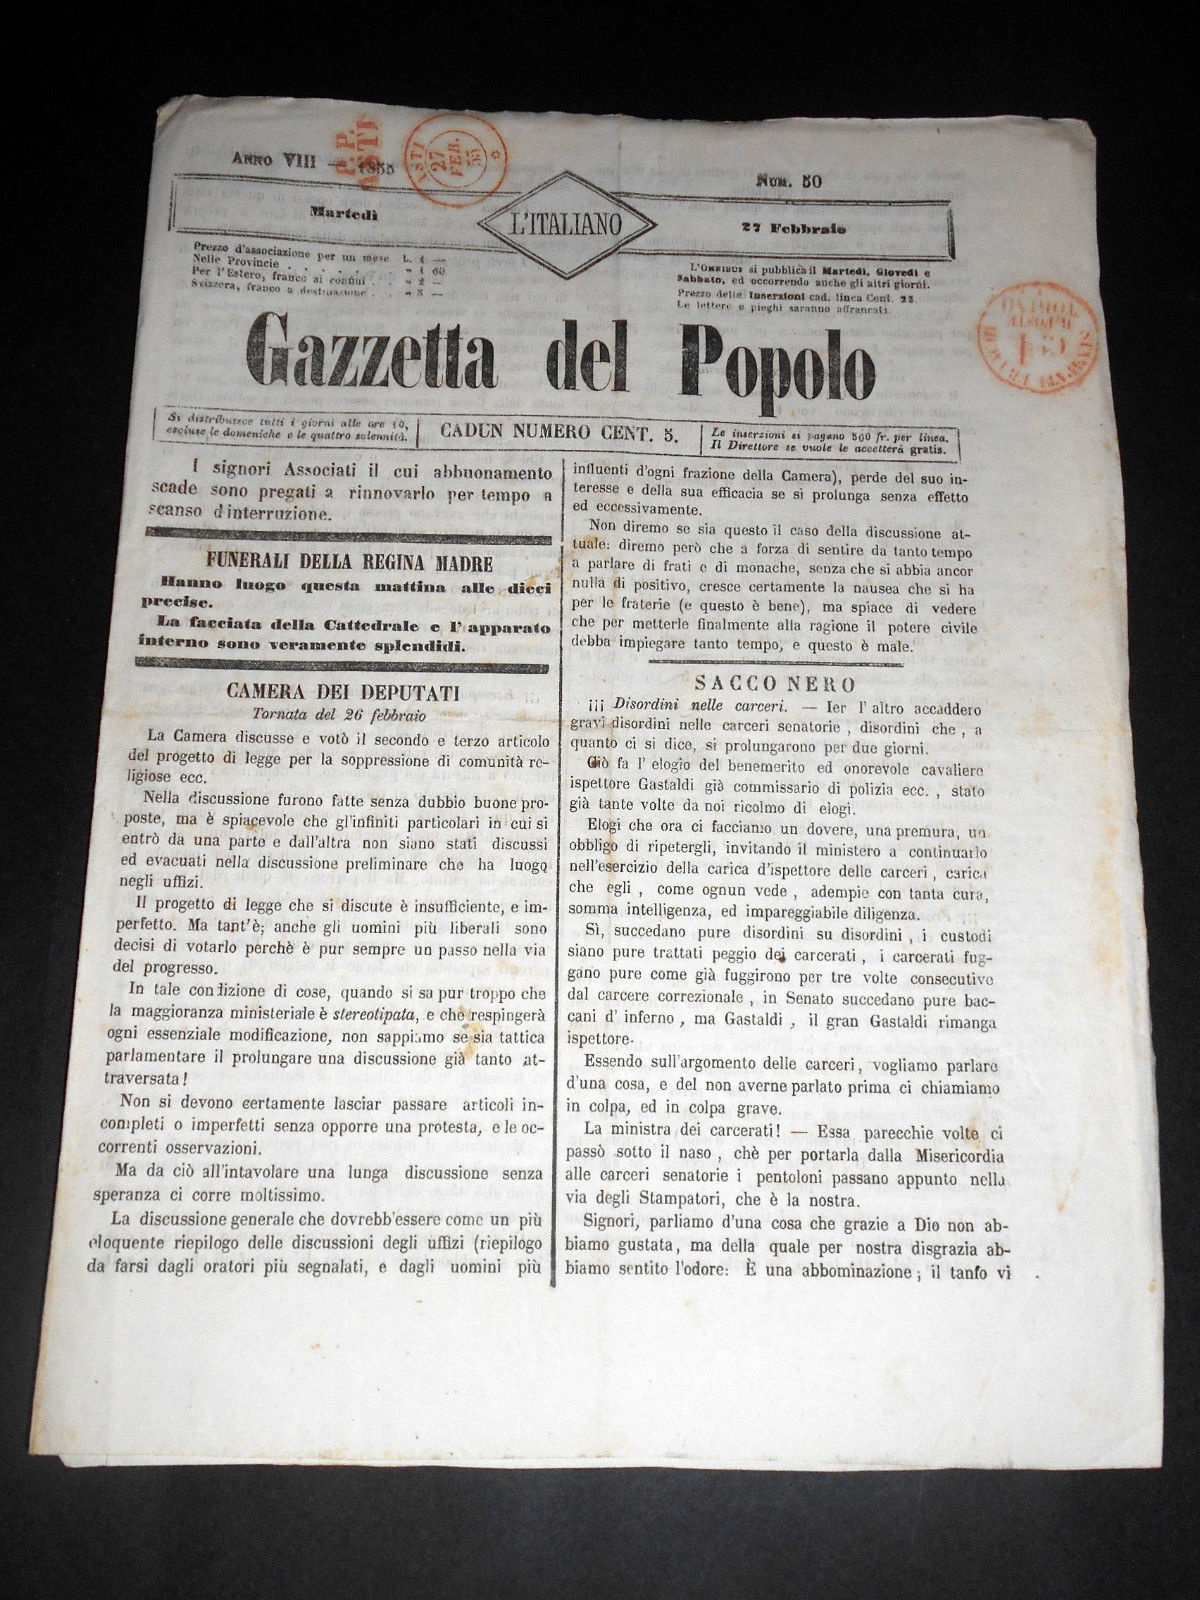 P.P.
ASTI
ASTI
27
FEB.
55
ANNO VIII — 1855
Num. 50
Martedì
L'ITALIANO
27 Febbraio
Prezzo d'associazione per un mese L. 1 —
Nelle Provincie . . . . . . » 1 60
Per l'Estero, franco ai confini . . » 2 —
Svizzera, franco a destinazione . . » 3 —
L'OMNIBUS si pubblica il Martedì, Giovedì e
Sabbato, ed occorrendo anche gli altri giorni.
Prezzo delle Inserzioni cad. linea Cent. 25.
Le lettere e pieghi saranno affrancati.
TORINO
C. 1
Gazzetta del Popolo
Si distribuisce tutti i giorni alle ore 10,
escluse le domeniche e le quattro solennità.
CADUN NUMERO CENT. 5.
Le inserzioni si pagano 500 fr. per linea.
Il Direttore se vuole le accetterà gratis.
I signori Associati il cui abbuonamento
scade sono pregati a rinnovarlo per tempo a
scanso d'interruzione.
FUNERALI DELLA REGINA MADRE
Hanno luogo questa mattina alle dieci
precise.
La facciata della Cattedrale e l'apparato
interno sono veramente splendidi.
CAMERA DEI DEPUTATI
Tornata del 26 febbraio
La Camera discusse e votò il secondo e terzo articolo
del progetto di legge per la soppressione di comunità re-
ligiose ecc.
Nella discussione furono fatte senza dubbio buone pro-
poste, ma è spiacevole che gl'infiniti particolari in cui si
entrò da una parte e dall'altra non siano stati discussi
ed evacuati nella discussione preliminare che ha luogo
negli uffizi.
Il progetto di legge che si discute è insufficiente, e im-
perfetto. Ma tant'è; anche gli uomini più liberali sono
decisi di votarlo perchè è pur sempre un passo nella via
del progresso.
In tale condizione di cose, quando si sa pur troppo che
la maggioranza ministeriale è stereotipata, e che respingerà
ogni essenziale modificazione, non sappiamo se sia tattica
parlamentare il prolungare una discussione già tanto at-
traversata!
Non si devono certamente lasciar passare articoli in-
completi o imperfetti senza opporre una protesta, e le oc-
correnti osservazioni.
Ma da ciò all'intavolare una lunga discussione senza
speranza ci corre moltissimo.
La discussione generale che dovrebb'essere come un più
eloquente riepilogo delle discussioni degli uffizi (riepilogo
da farsi dagli oratori più segnalati, e dagli uomini più
influenti d'ogni frazione della Camera), perde del suo in-
teresse e della sua efficacia se si prolunga senza effetto
ed eccessivamente.
Non diremo se sia questo il caso della discussione at-
tuale: diremo però che a forza di sentire da tanto tempo
a parlare di frati e di monache, senza che si abbia ancor
nulla di positivo, cresce certamente la nausea che si ha
per le fraterie (e questo è bene), ma spiace di vedere
che per metterle finalmente alla ragione il potere civile
debba impiegare tanto tempo, e questo è male.
SACCO NERO
¡¡¡ Disordini nelle carceri. — Ier l'altro accaddero
gravi disordini nelle carceri senatorie, disordini che, a
quanto ci si dice, si prolungarono per due giorni.
Ciò fa l'elogio del benemerito ed onorevole cavaliere
ispettore Gastaldi già commissario di polizia ecc., stato
già tante volte da noi ricolmo di elogi.
Elogi che ora ci facciamo un dovere, una premura, un
obbligo di ripetergli, invitando il ministero a continuarlo
nell'esercizio della carica d'ispettore delle carceri, carica
che egli, come ognun vede, adempie con tanta cura,
somma intelligenza, ed impareggiabile diligenza.
Sì, succedano pure disordini su disordini, i custodi
siano pure trattati peggio dei carcerati, i carcerati fug-
gano pure come già fuggirono per tre volte consecutive
dal carcere correzionale, in Senato succedano pure bac-
cani d'inferno, ma Gastaldi, il gran Gastaldi rimanga
ispettore.
Essendo sull'argomento delle carceri, vogliamo parlare
d'una cosa, e del non averne parlato prima ci chiamiamo
in colpa, ed in colpa grave.
La ministra dei carcerati! — Essa parecchie volte ci
passò sotto il naso, chè per portarla dalla Misericordia
alle carceri senatorie i pentoloni passano appunto nella
via degli Stampatori, che è la nostra.
Signori, parliamo d'una cosa che grazie a Dio non ab-
biamo gustata, ma della quale per nostra disgrazia ab-
biamo sentito l'odore: È una abbominazione; il tanfo vi